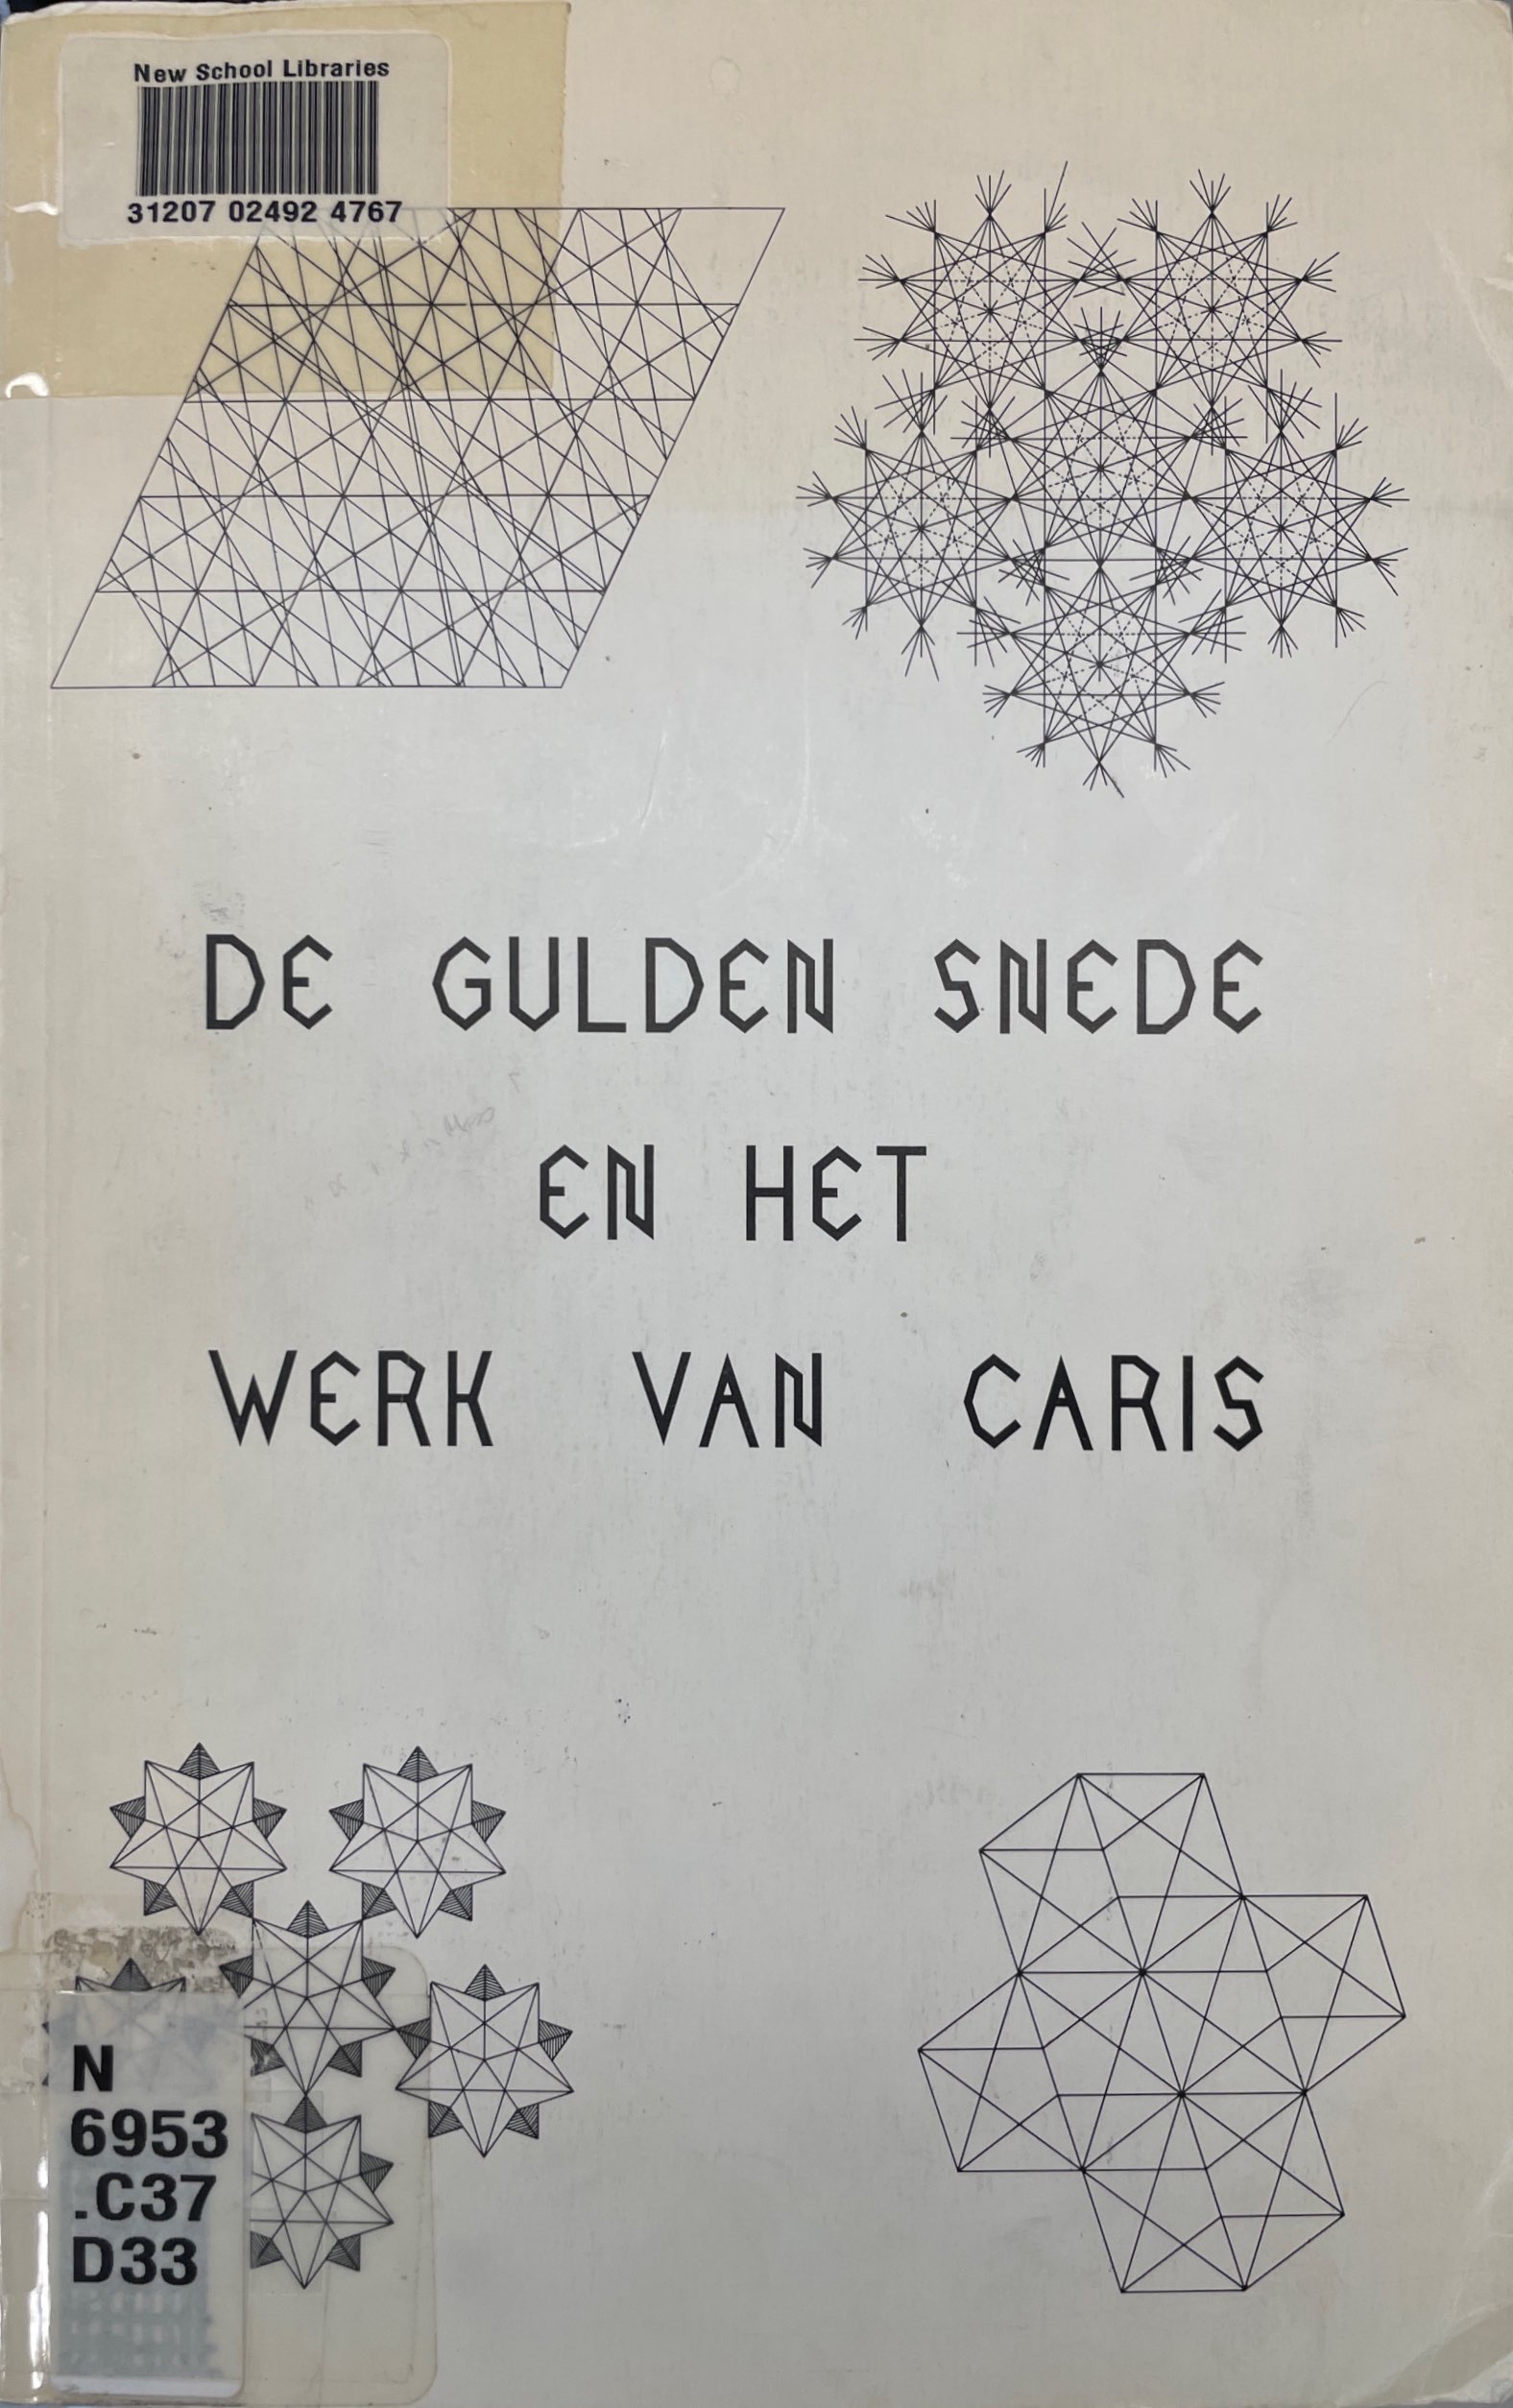 New School Libraries
31207 02492 4767
DE GULDEN SNEDE
EN HET
WERK VAN CARIS
N
6953
.C37
D33